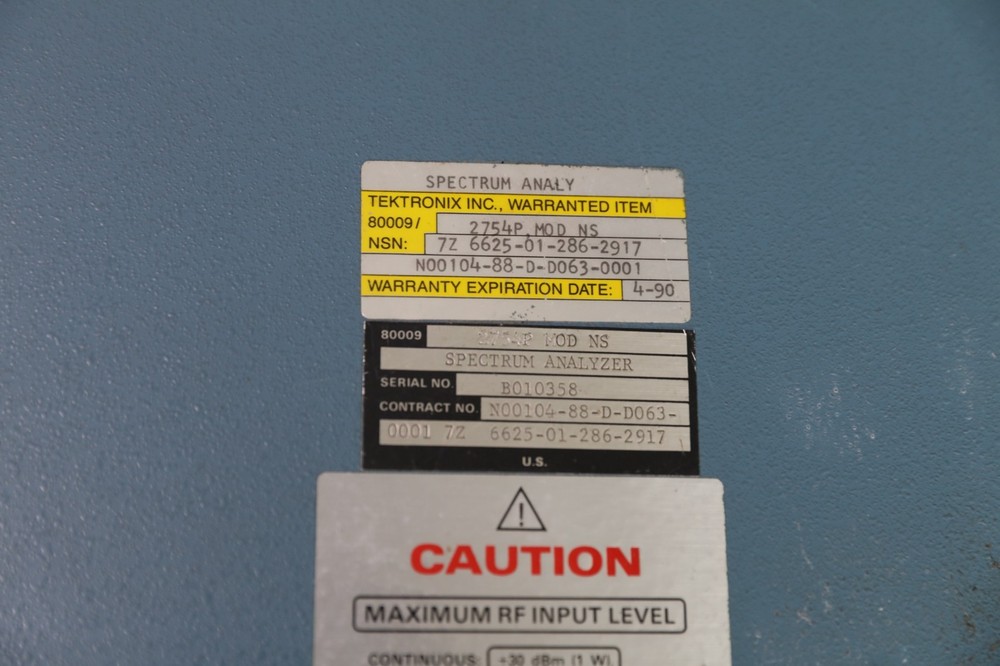 SPECTRUM ANALY
TEKTRONIX INC., WARRANTED ITEM
80009/ 2754P MOD NS
NSN: 7Z 6625-01-286-2917
N00104-88-D-D063-0001
WARRANTY EXPIRATION DATE: 4-90
80009 2754P MOD NS
SPECTRUM ANALYZER
SERIAL NO. B010358
CONTRACT NO. N00104-88-D-D063-
0001 7Z 6625-01-286-2917
U.S.
!
CAUTION
MAXIMUM RF INPUT LEVEL
CONTINUOUS: +30 dBm (1 W),